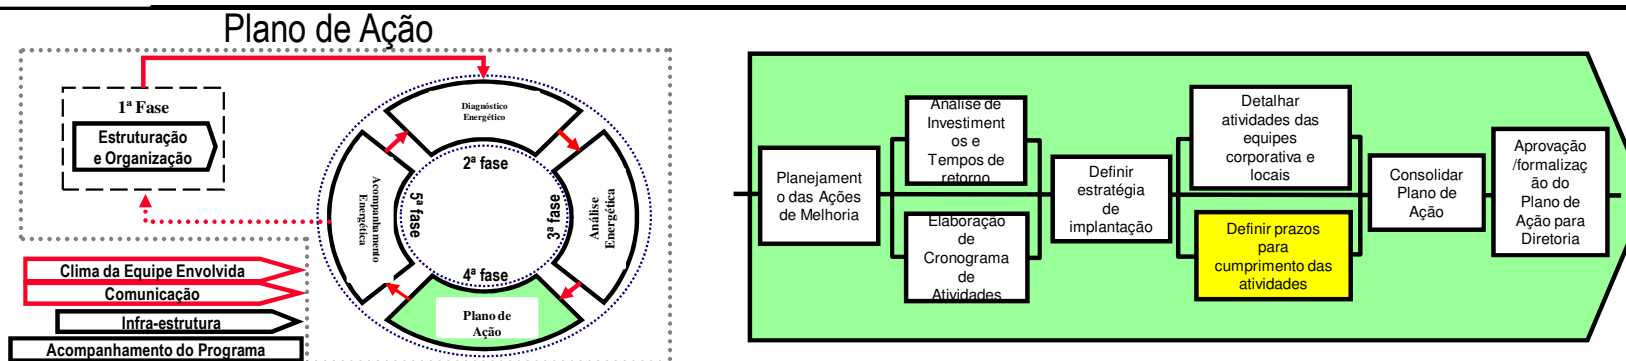 Plano de Ação
1ª Fase
Estruturação
e Organização
Diagnóstico
Energético
2ª fase
Análise
Energética
3ª fase
4ª fase
Plano de
Ação
5ª fase
Acompanhamento
Energética
Clima da Equipe Envolvida
Comunicação
Infra-estrutura
Acompanhamento do Programa
Planejament
o das Ações
de Melhoria
Análise de
Investiment
os e
Tempos de
retorno
Elaboração
de
Cronograma
de
Atividades
Definir
estratégia
de
implantação
Detalhar
atividades das
equipes
corporativa e
locais
Definir prazos
para
cumprimento das
atividades
Consolidar
Plano de
Ação
Aprovação
/formalizaç
ão do
Plano de
Ação para
Diretoria